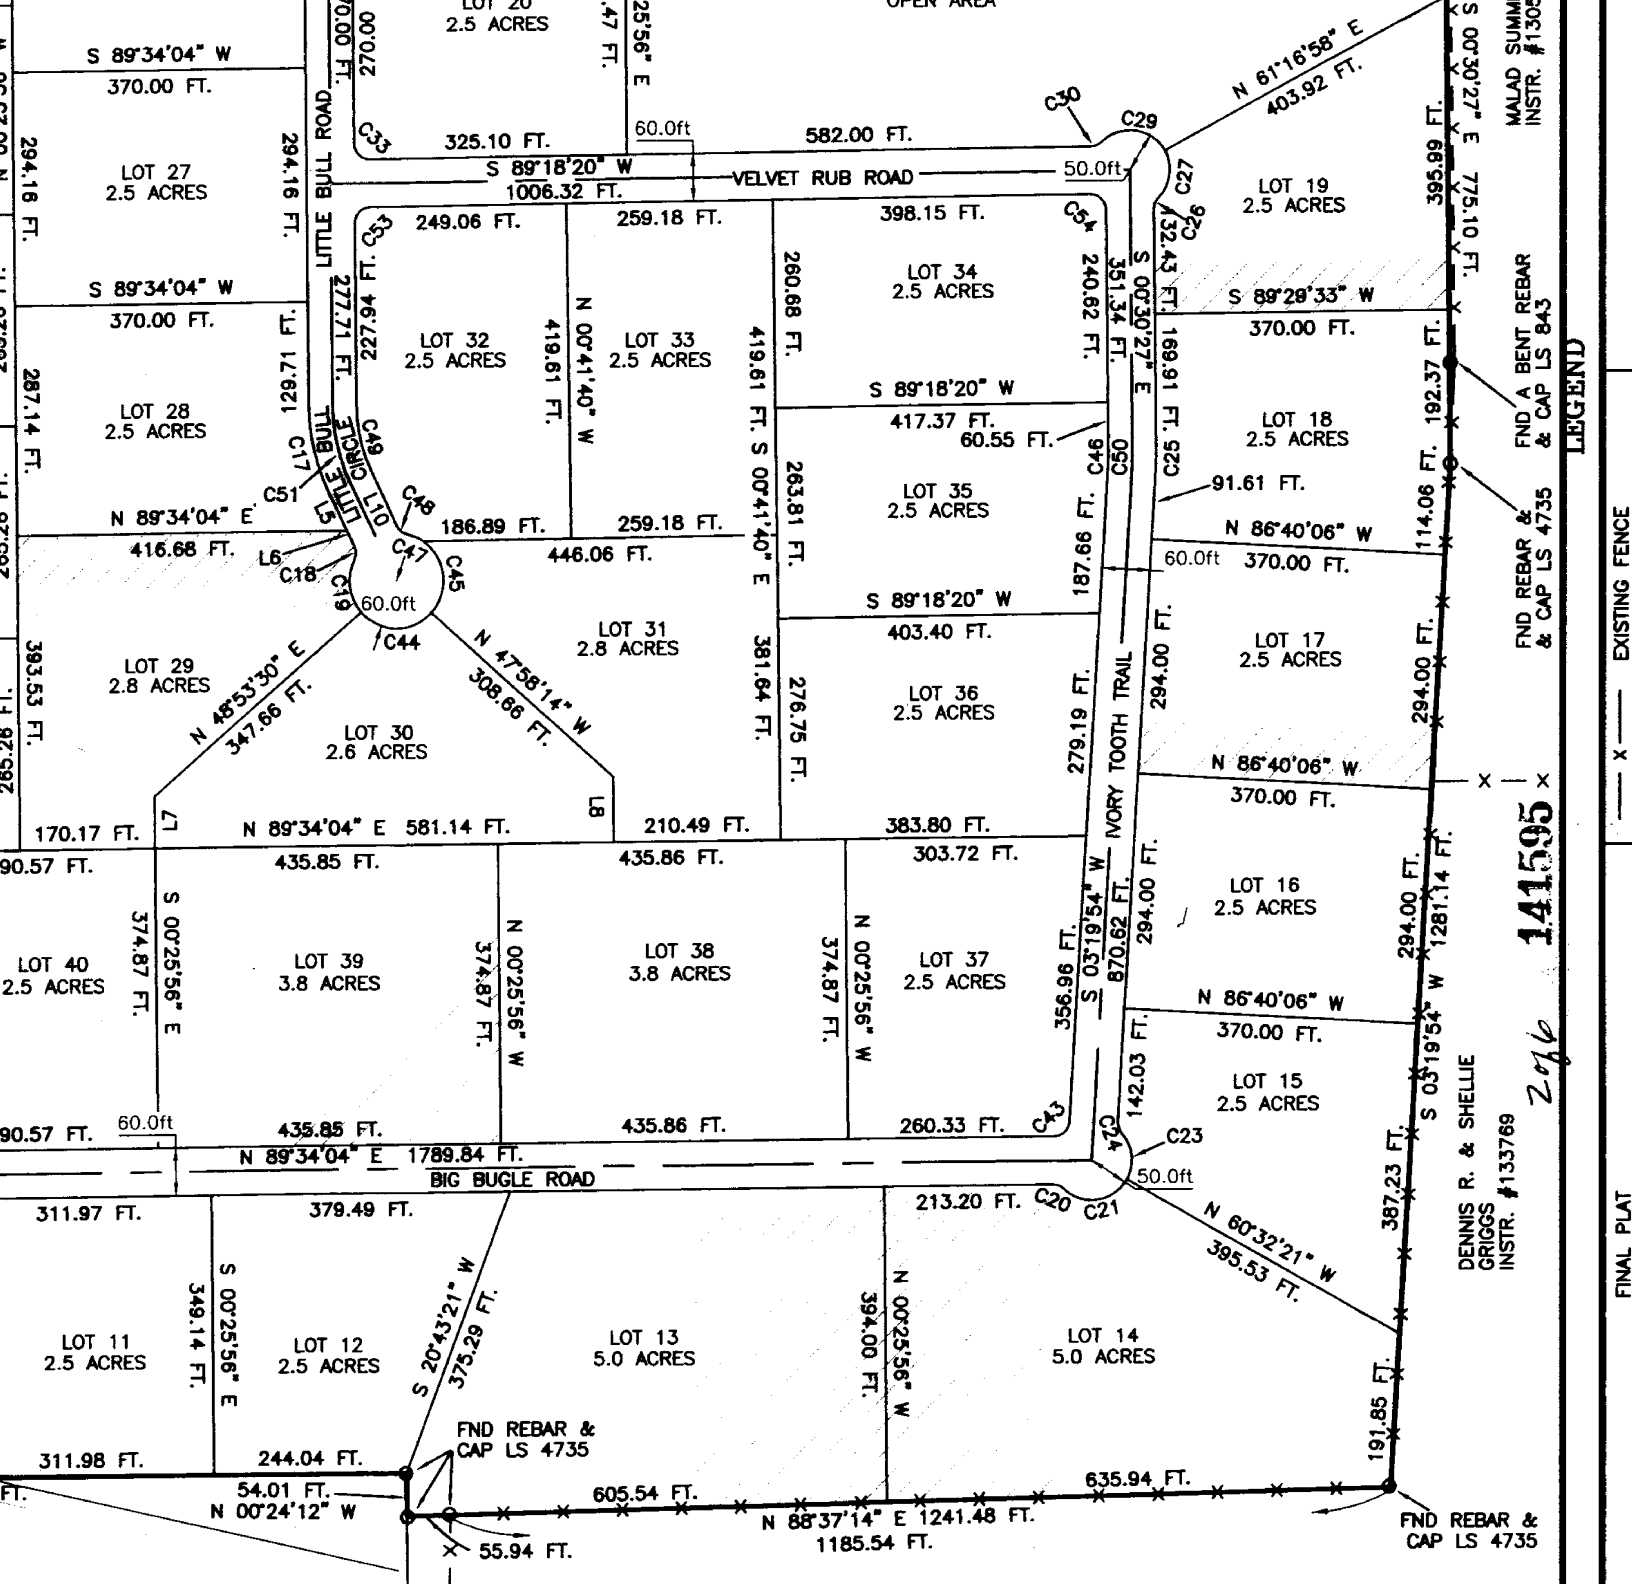 LOT 20
2.5 ACRES
OPEN AREA
S 89°34'04" W
370.00 FT.
294.16 FT.
LOT 27
2.5 ACRES
294.16 FT.
LITTLE BULL ROAD
270.00
C33
325.10 FT.
60.0ft
582.00 FT.
C30
C29
N 61°16'58" E
403.92 FT.
S 89°18'20" W
1006.32 FT.
VELVET RUB ROAD
50.0ft
C27
C26
LOT 19
2.5 ACRES
395.99 FT.
S 00°30'27" E 775.10 FT.
MALAD SUMM
INSTR. #1305
C53
249.06 FT.
259.18 FT.
398.15 FT.
C54
132.43 FT.
S 89°34'04" W
370.00 FT.
277.71 FT.
227.94 FT.
LOT 32
2.5 ACRES
419.61 FT.
N 00°41'40" W
LOT 33
2.5 ACRES
260.68 FT.
419.61 FT.
LOT 34
2.5 ACRES
240.62 FT.
351.34 FT.
S 00°30'27" E
S 89°29'33" W
370.00 FT.
169.91 FT.
192.37 FT.
FND A BENT REBAR
& CAP LS 843
LEGEND
287.14 FT.
LOT 28
2.5 ACRES
129.71 FT.
C17
LITTLE BULL
CIRCLE
C49
C51
L5
L10
C48
S 89°18'20" W
417.37 FT.
60.55 FT.
C46
C50
C25
LOT 18
2.5 ACRES
91.61 FT.
114.06 FT.
FND REBAR &
& CAP LS 4735
N 89°34'04" E
416.68 FT.
L6
C18
C19
C47
C45
60.0ft
C44
186.89 FT.
259.18 FT.
446.06 FT.
S 00°41'40" E
263.81 FT.
LOT 35
2.5 ACRES
187.66 FT.
N 86°40'06" W
60.0ft
370.00 FT.
EXISTING FENCE
X
S 89°18'20" W
403.40 FT.
LOT 29
2.8 ACRES
393.53 FT.
265.26 FT.
N 48°53'30" E
347.66 FT.
LOT 30
2.6 ACRES
N 47°58'14" W
308.66 FT.
LOT 31
2.8 ACRES
381.64 FT.
276.75 FT.
LOT 36
2.5 ACRES
279.19 FT.
IVORY TOOTH TRAIL
294.00 FT.
LOT 17
2.5 ACRES
294.00 FT.
N 86°40'06" W
370.00 FT.
X X
170.17 FT.
L7
N 89°34'04" E 581.14 FT.
L8
210.49 FT.
383.80 FT.
90.57 FT.
435.85 FT.
435.86 FT.
303.72 FT.
LOT 40
2.5 ACRES
374.87 FT.
S 00°25'56" E
LOT 39
3.8 ACRES
374.87 FT.
N 00°25'56" W
LOT 38
3.8 ACRES
374.87 FT.
N 00°25'56" W
LOT 37
2.5 ACRES
356.96 FT.
S 03°19'54" W
870.62 FT.
294.00 FT.
LOT 16
2.5 ACRES
294.00 FT.
1281.14 FT.
S 03°19'54" W
141595
2 of 6
N 86°40'06" W
370.00 FT.
142.03 FT.
LOT 15
2.5 ACRES
387.23 FT.
DENNIS R. & SHELLIE
GRIGGS
INSTR. #133769
90.57 FT.
60.0ft
435.85 FT.
435.86 FT.
260.33 FT.
C43
C24
C23
N 89°34'04" E 1789.84 FT.
BIG BUGLE ROAD
50.0ft
311.97 FT.
379.49 FT.
213.20 FT.
C20
C21
N 60°32'21" W
395.53 FT.
FINAL PLAT
LOT 11
2.5 ACRES
349.14 FT.
S 00°25'56" E
LOT 12
2.5 ACRES
S 20°43'21" W
375.29 FT.
LOT 13
5.0 ACRES
394.00 FT.
N 00°25'56" W
LOT 14
5.0 ACRES
191.85 FT.
FND REBAR &
CAP LS 4735
311.98 FT.
244.04 FT.
FT.
54.01 FT.
N 00°24'12" W
605.54 FT.
635.94 FT.
N 88°37'14" E 1241.48 FT.
1185.54 FT.
55.94 FT.
FND REBAR &
CAP LS 4735